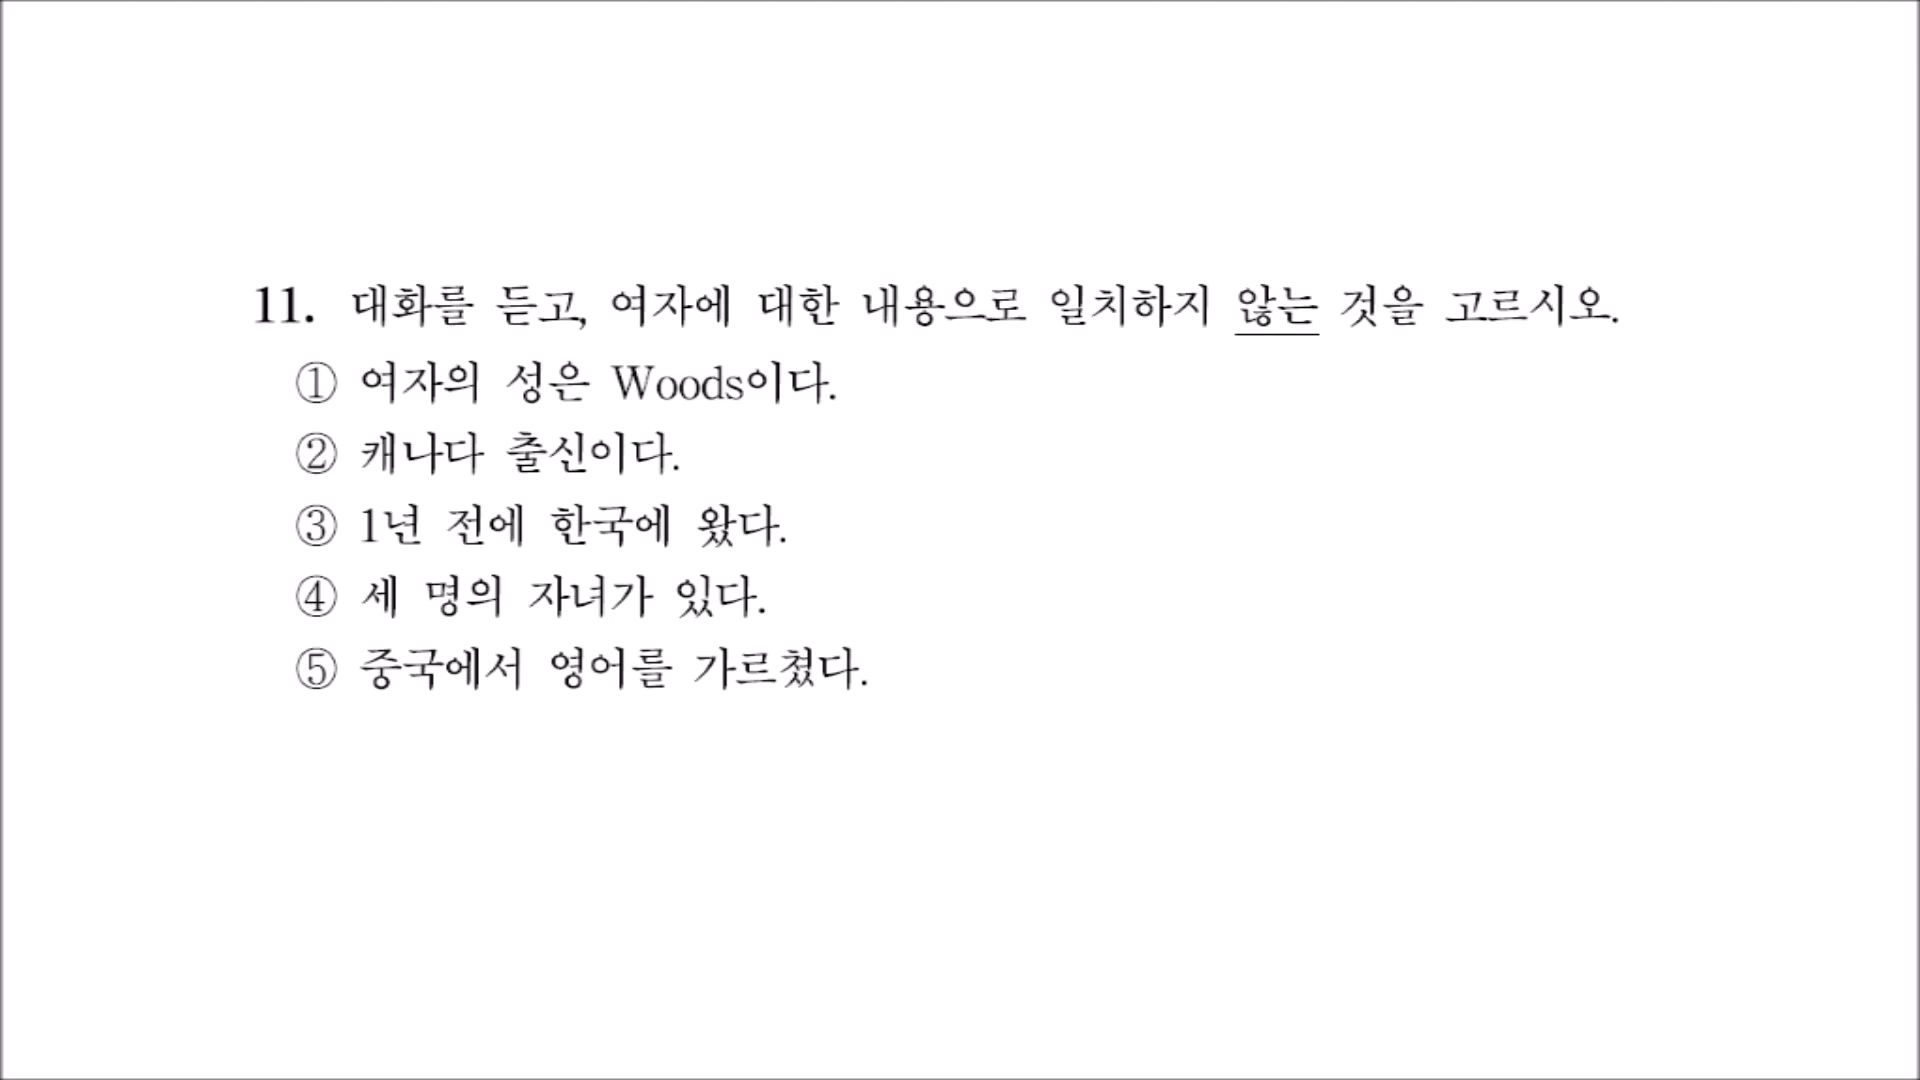 11. 대화를 듣고, 여자에 대한 내용으로 일치하지 않는 것을 고르시오.
① 여자의 성은 Woods이다.
② 캐나다 출신이다.
③ 1년 전에 한국에 왔다.
④ 세 명의 자녀가 있다.
⑤ 중국에서 영어를 가르쳤다.